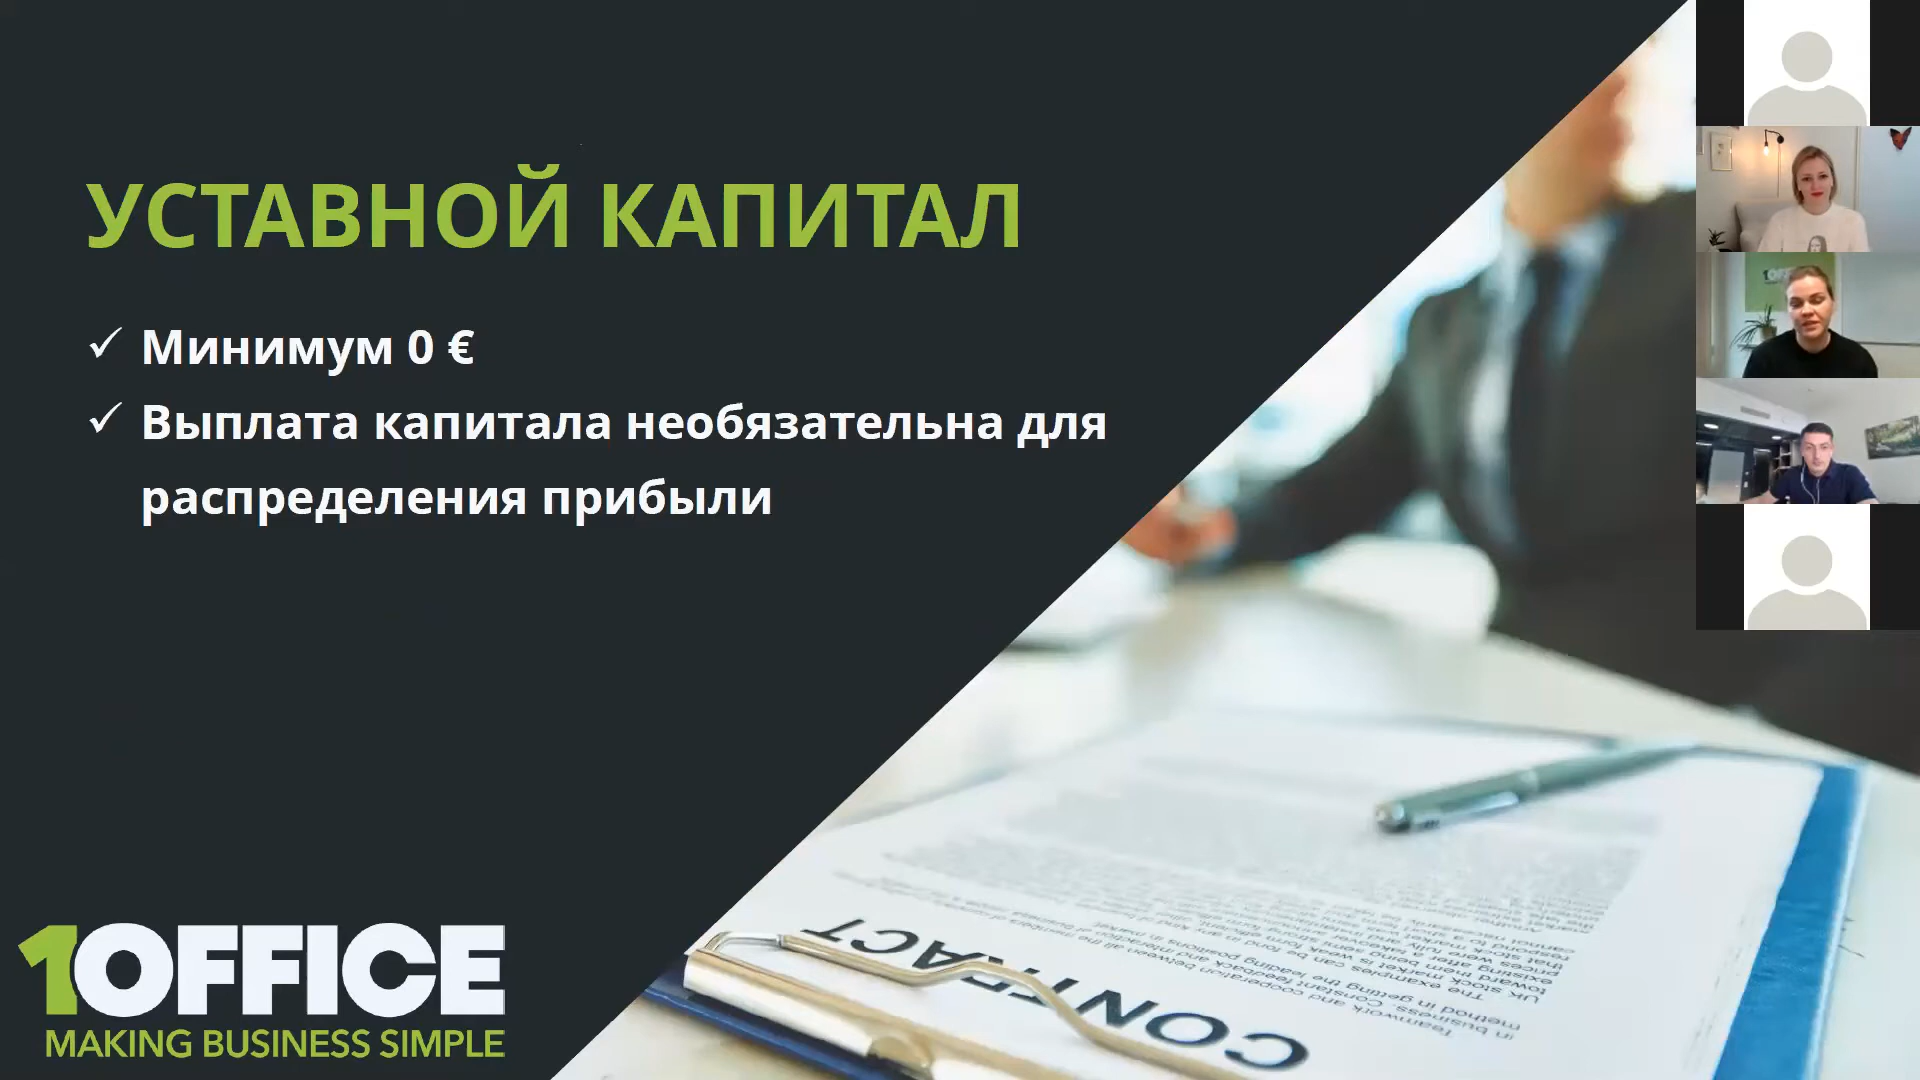 УСТАВНОЙ КАПИТАЛ
✓ Минимум 0 €
✓ Выплата капитала необязательна для
распределения прибыли
1OFFICE
MAKING BUSINESS SIMPLE
CONTRACT